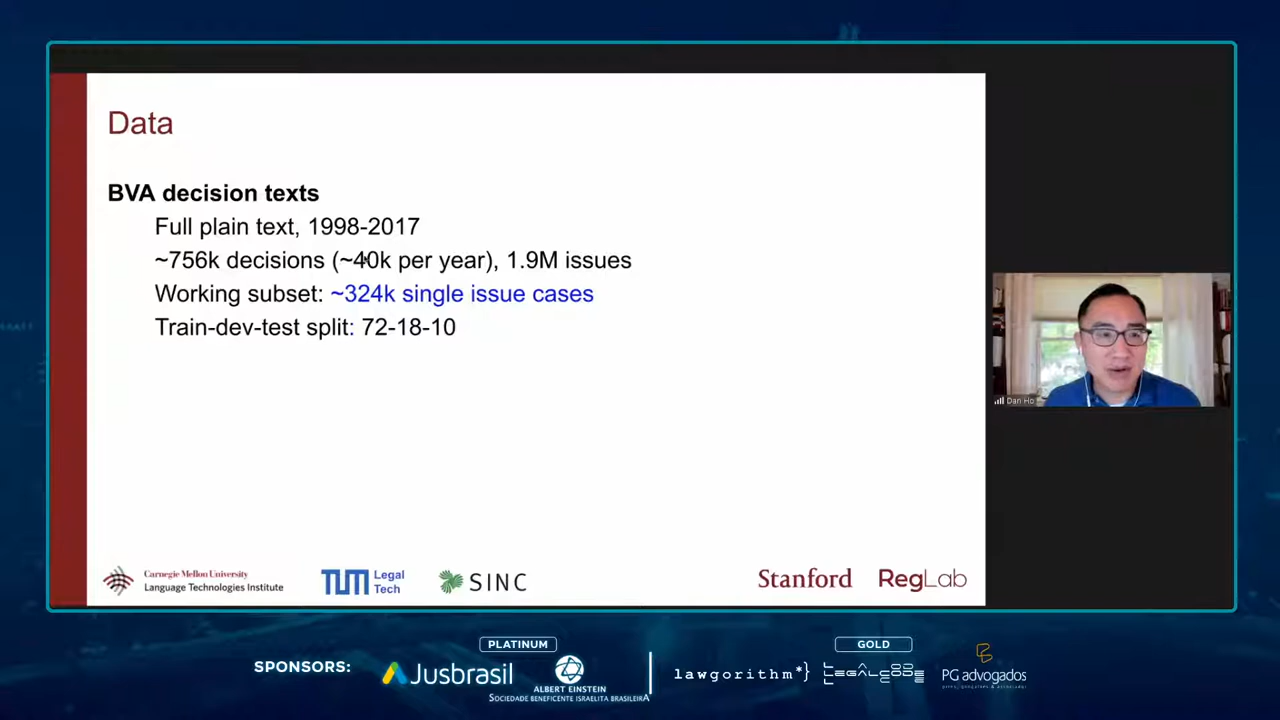 Data
BVA decision texts
Full plain text, 1998-2017
~756k decisions (~40k per year), 1.9M issues
Working subset: ~324k single issue cases
Train-dev-test split: 72-18-10
Dan Ho
Carnegie Mellon University
Language Technologies Institute
TUM Legal
Tech
SINC
Stanford RegLab
PLATINUM
GOLD
SPONSORS:
Jusbrasil
ALBERT EINSTEIN
SOCIEDADE BENEFICENTE ISRAELITA BRASILEIRA
lawgorithm*}
LEGALCODE
PG advogados